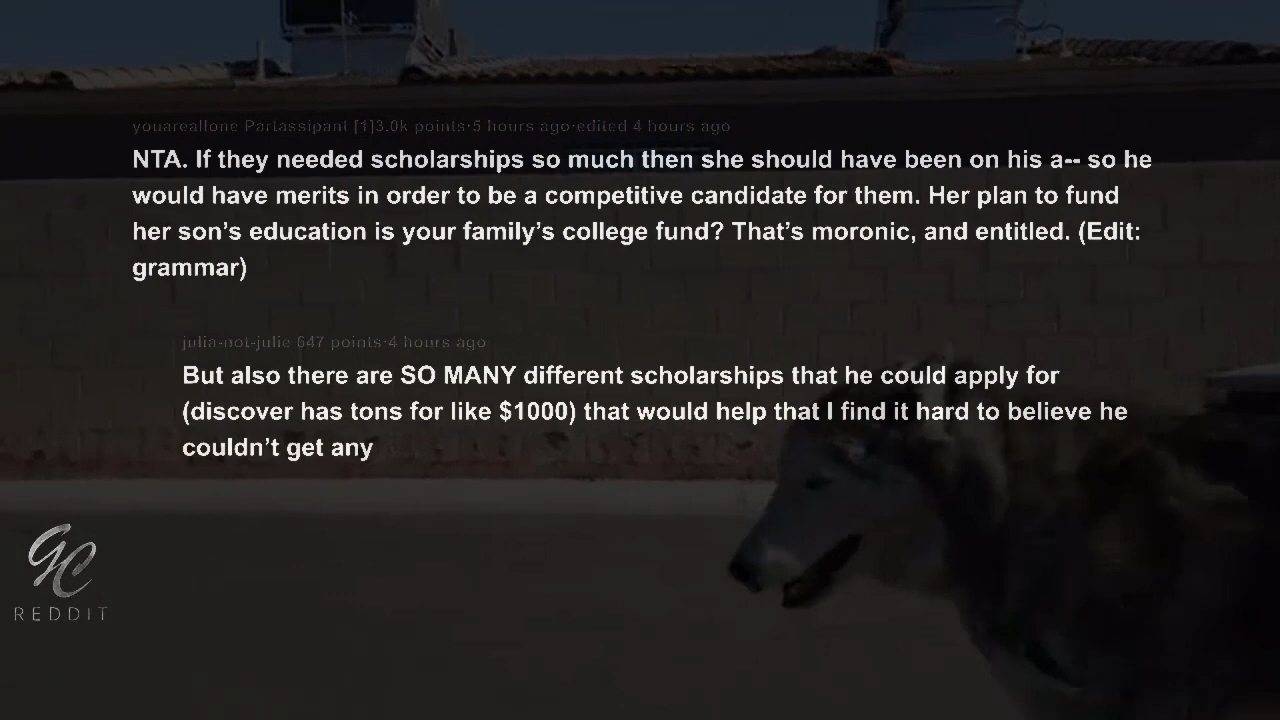 youareallone Partassipant [1]3.0k points·5 hours ago·edited 4 hours ago
NTA. If they needed scholarships so much then she should have been on his a-- so he
would have merits in order to be a competitive candidate for them. Her plan to fund
her son’s education is your family’s college fund? That’s moronic, and entitled. (Edit:
grammar)
julia-not-julie 647 points·4 hours ago
But also there are SO MANY different scholarships that he could apply for
(discover has tons for like $1000) that would help that I find it hard to believe he
couldn’t get any
GC
REDDIT